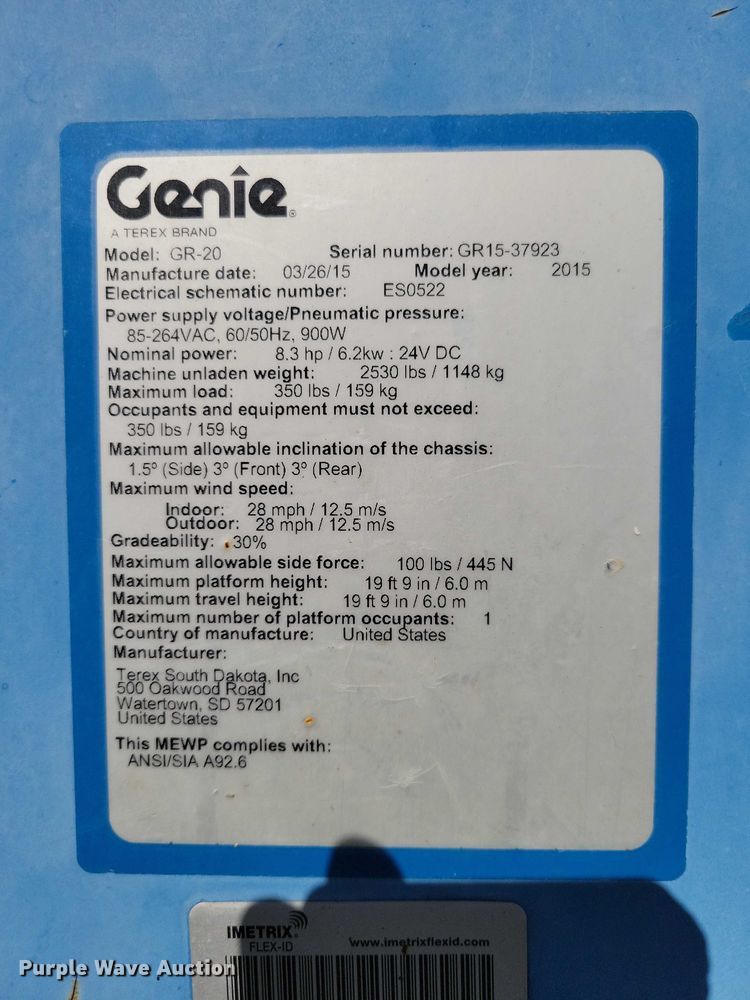 Genie®
A TEREX BRAND
Model: GR-20 Serial number: GR15-37923
Manufacture date: 03/26/15 Model year: 2015
Electrical schematic number: ES0522
Power supply voltage/Pneumatic pressure:
85-264VAC, 60/50Hz, 900W
Nominal power: 8.3 hp / 6.2kw : 24V DC
Machine unladen weight: 2530 lbs / 1148 kg
Maximum load: 350 lbs / 159 kg
Occupants and equipment must not exceed:
350 lbs / 159 kg
Maximum allowable inclination of the chassis:
1.5° (Side) 3° (Front) 3° (Rear)
Maximum wind speed:
Indoor: 28 mph / 12.5 m/s
Outdoor: 28 mph / 12.5 m/s
Gradeability: 30%
Maximum allowable side force: 100 lbs / 445 N
Maximum platform height: 19 ft 9 in / 6.0 m
Maximum travel height: 19 ft 9 in / 6.0 m
Maximum number of platform occupants: 1
Country of manufacture: United States
Manufacturer:
Terex South Dakota, Inc
500 Oakwood Road
Watertown, SD 57201
United States
This MEWP complies with:
ANSI/SIA A92.6
IMETRIX®
FLEX-ID www.imetrixflexid.com
Purple Wave Auction